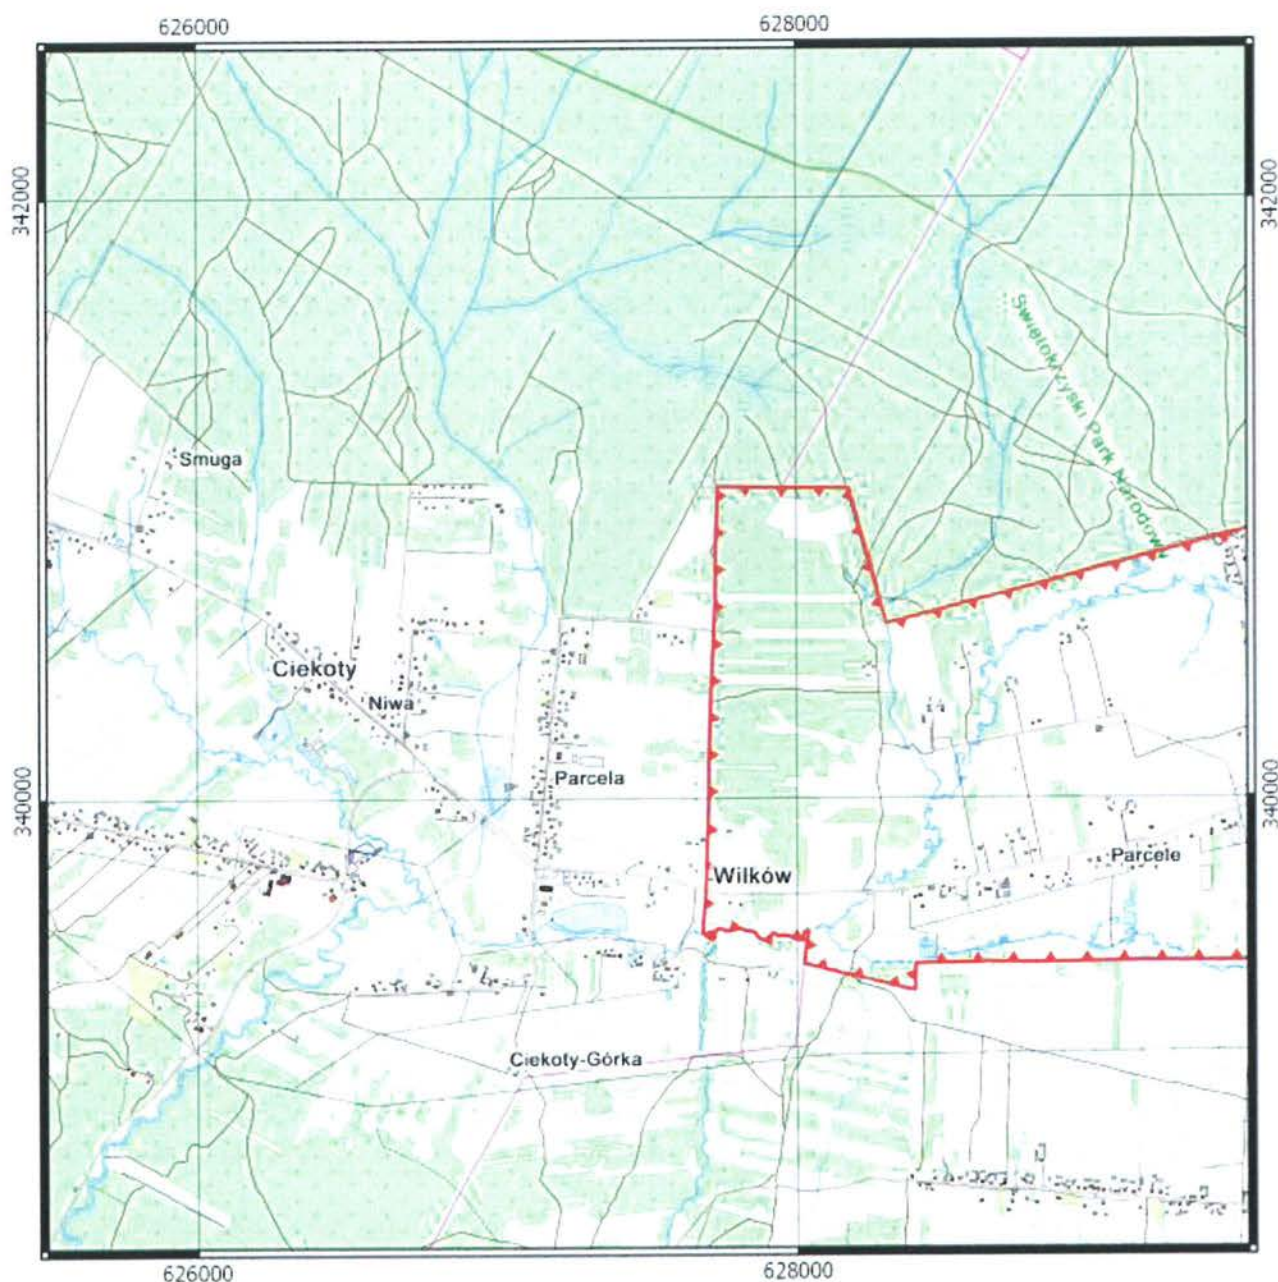 626000
628000
342000
342000
Świętokrzyski Park Narodowy
Smuga
Ciekoty
Niwa
Parcela
340000
340000
Parcele
Wilków
Ciekoty-Górka
626000
628000